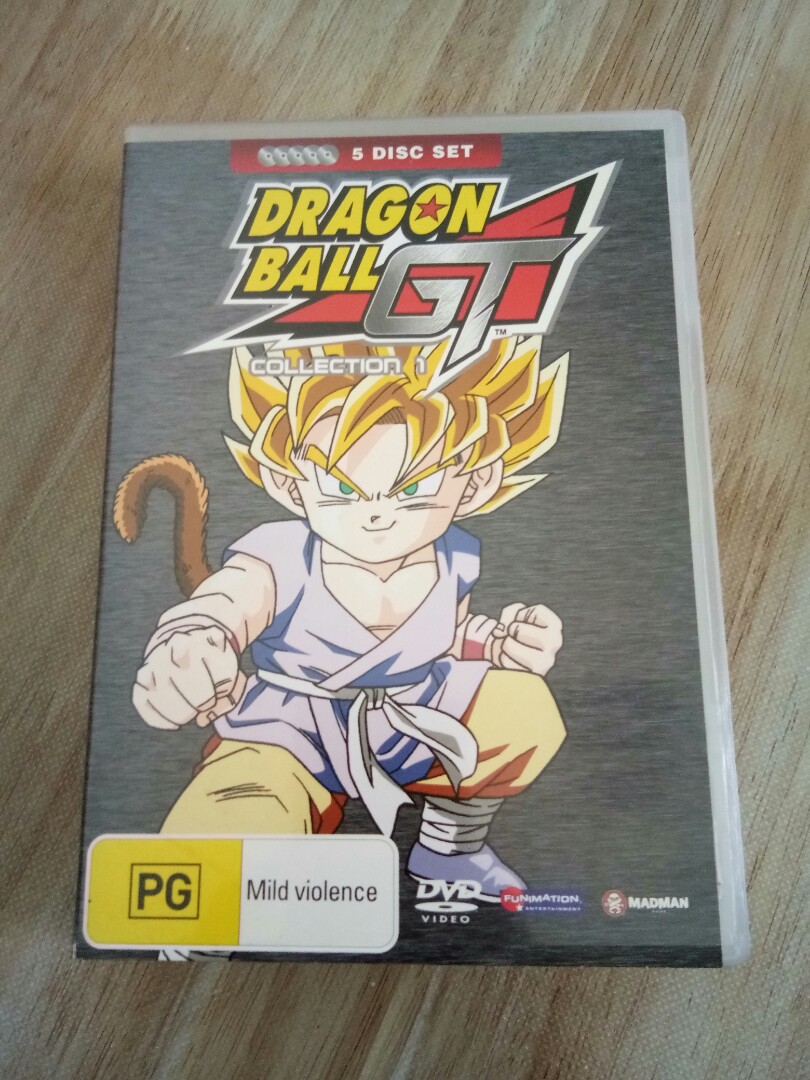 5 DISC SET
DRAGON
BALL GT
TM
COLLECTION 1
PG
Mild violence
DVD
VIDEO
FUNIMATION.
ENTERTAINMENT
MADMAN